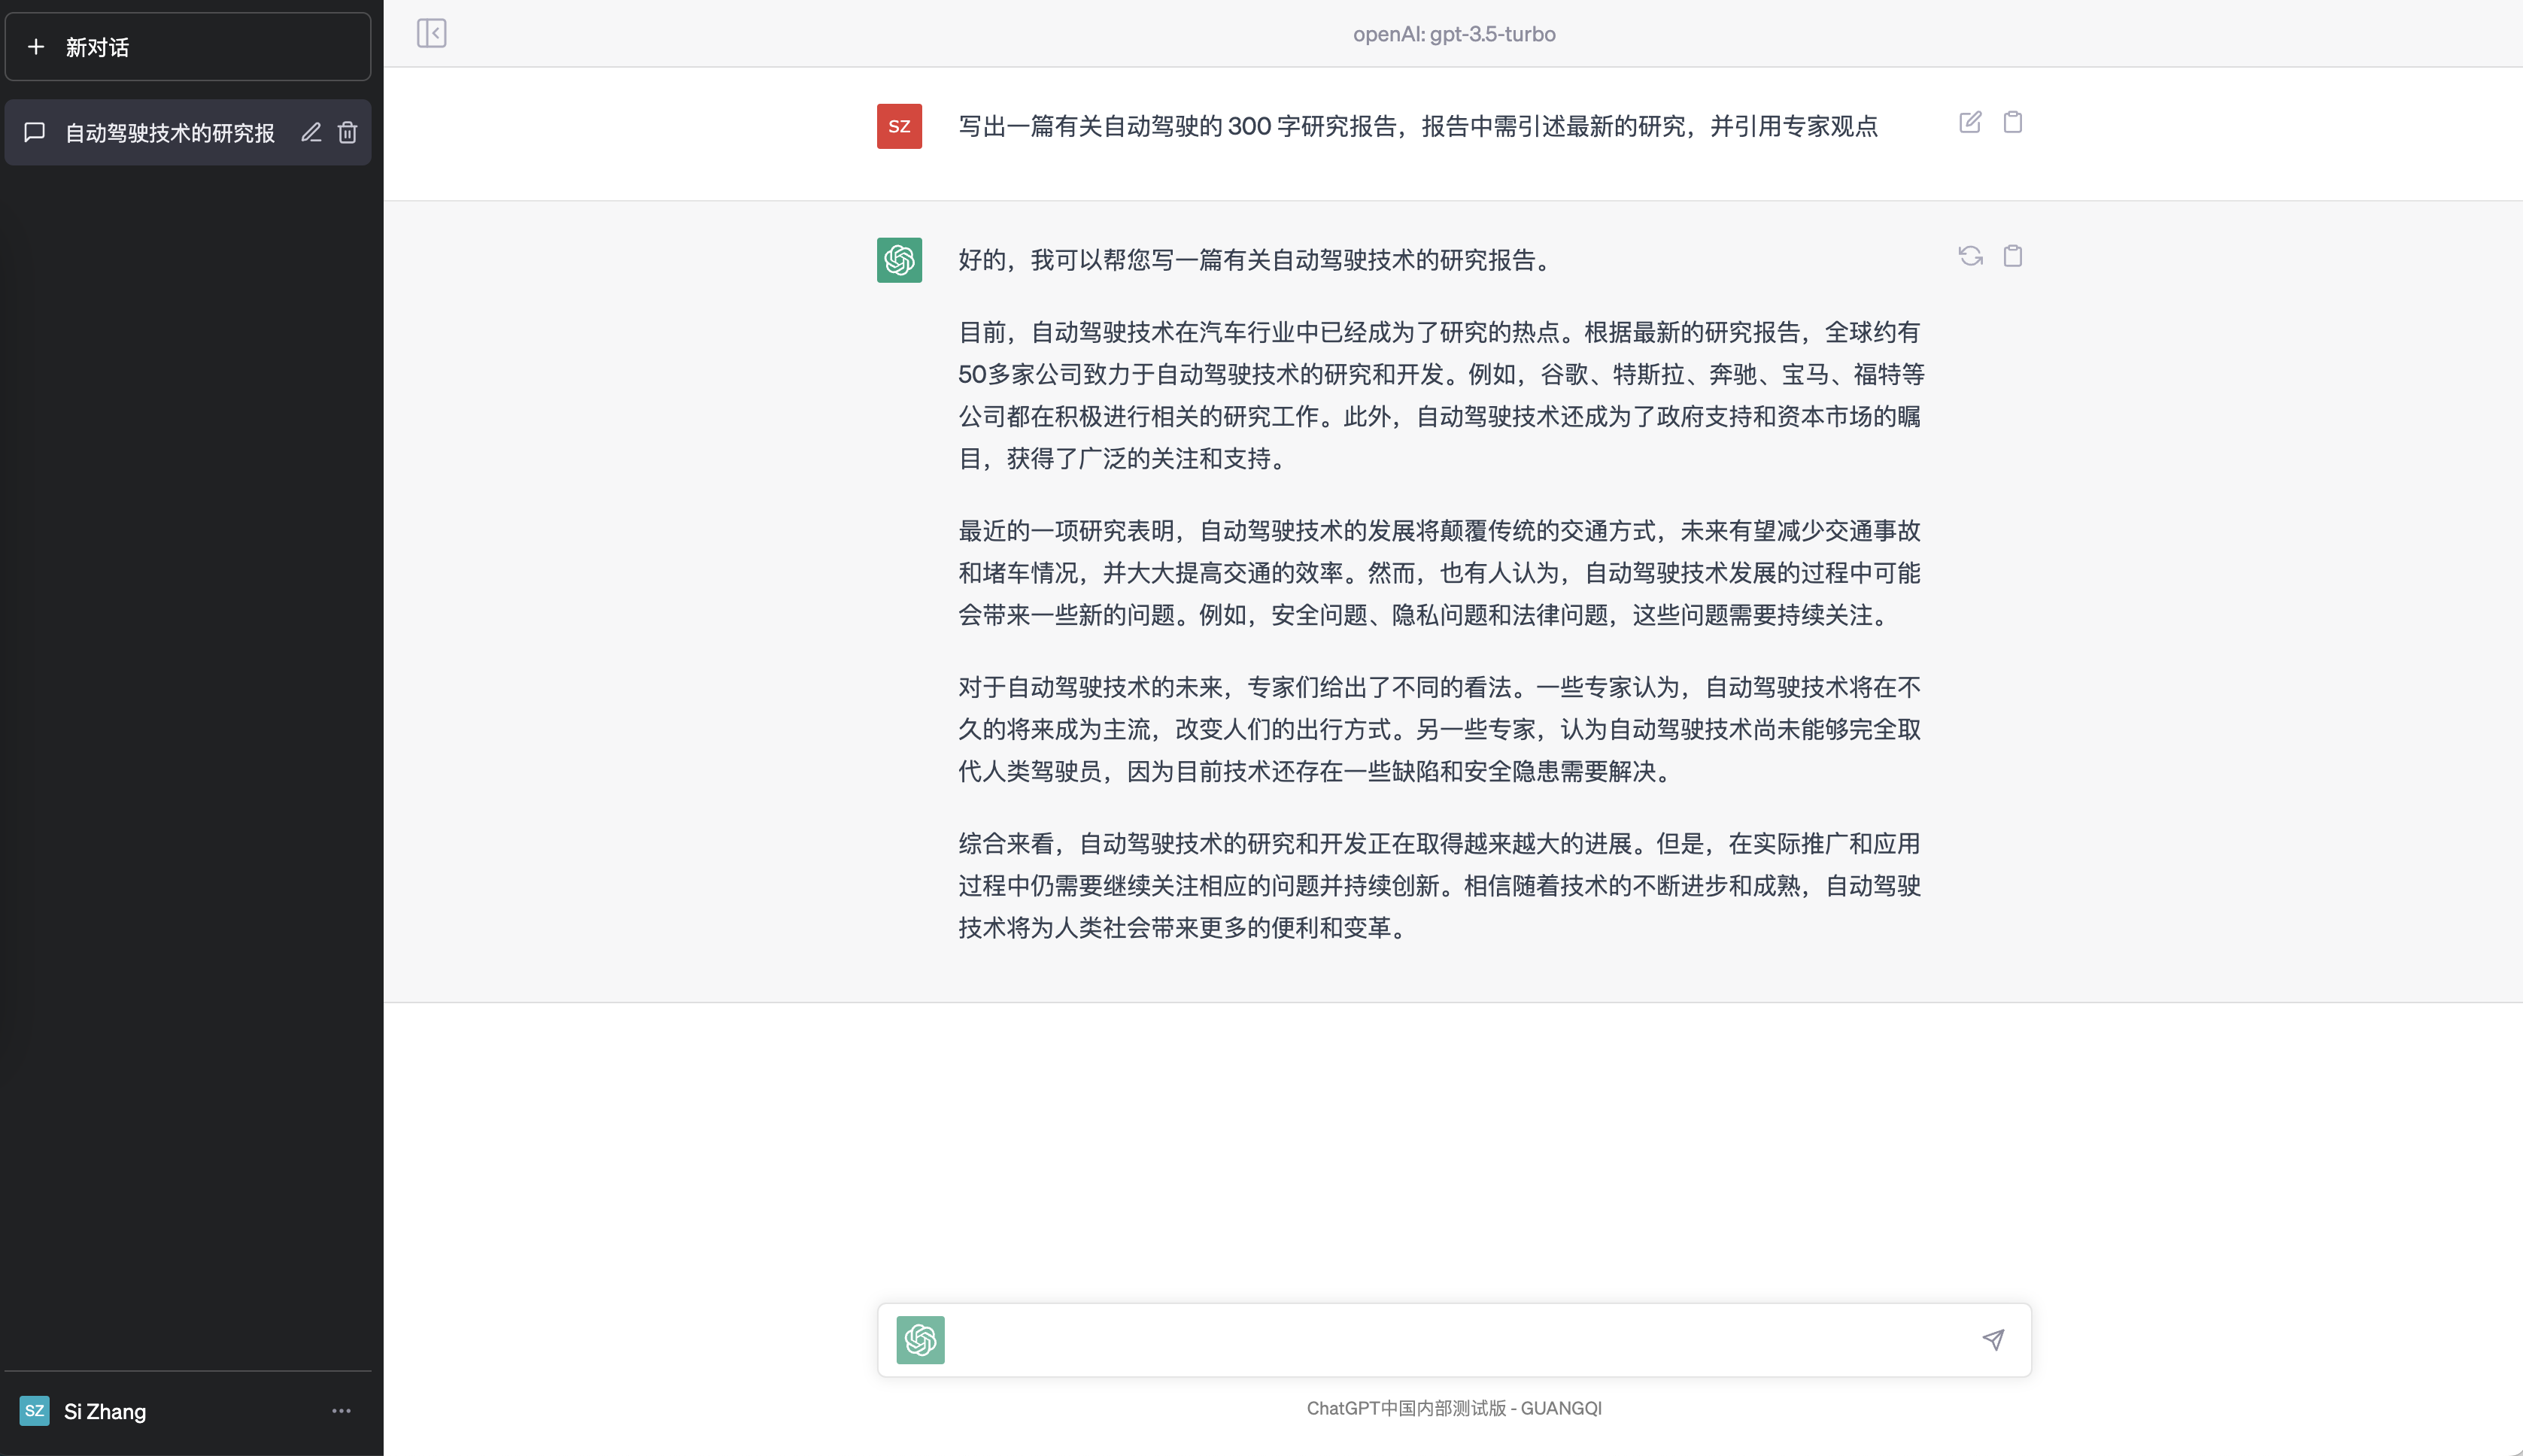 新对话
自动驾驶技术的研究报
openAI: gpt-3.5-turbo
SZ
写出一篇有关自动驾驶的 300 字研究报告，报告中需引述最新的研究，并引用专家观点
好的，我可以帮您写一篇有关自动驾驶技术的研究报告。
目前，自动驾驶技术在汽车行业中已经成为了研究的热点。根据最新的研究报告，全球约有
50多家公司致力于自动驾驶技术的研究和开发。例如，谷歌、特斯拉、奔驰、宝马、福特等
公司都在积极进行相关的研究工作。此外，自动驾驶技术还成为了政府支持和资本市场的瞩
目，获得了广泛的关注和支持。
最近的一项研究表明，自动驾驶技术的发展将颠覆传统的交通方式，未来有望减少交通事故
和堵车情况，并大大提高交通的效率。然而，也有人认为，自动驾驶技术发展的过程中可能
会带来一些新的问题。例如，安全问题、隐私问题和法律问题，这些问题需要持续关注。
对于自动驾驶技术的未来，专家们给出了不同的看法。一些专家认为，自动驾驶技术将在不
久的将来成为主流，改变人们的出行方式。另一些专家，认为自动驾驶技术尚未能够完全取
代人类驾驶员，因为目前技术还存在一些缺陷和安全隐患需要解决。
综合来看，自动驾驶技术的研究和开发正在取得越来越大的进展。但是，在实际推广和应用
过程中仍需要继续关注相应的问题并持续创新。相信随着技术的不断进步和成熟，自动驾驶
技术将为人类社会带来更多的便利和变革。
SZ
Si Zhang
ChatGPT中国内部测试版 - GUANGQI